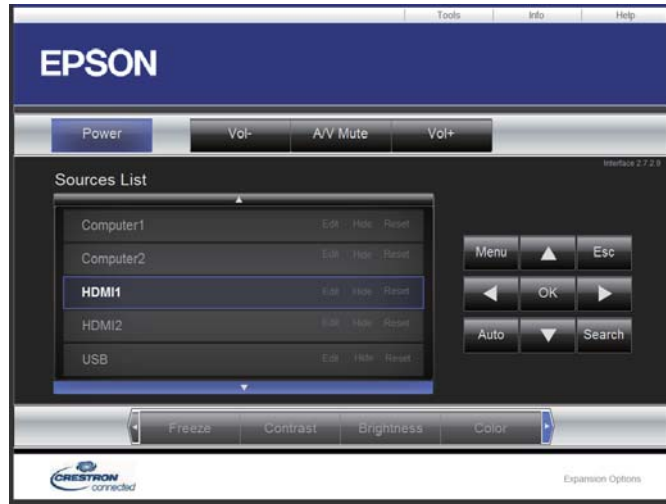 Tools Info Help
EPSON
Power Vol- A/V Mute Vol+
Interface 2.7.2.9
Sources List
Computer1 Edit Hide Reset
Computer2 Edit Hide Reset
HDMI1 Edit Hide Reset
HDMI2 Edit Hide Reset
USB Edit Hide Reset
Menu Esc
OK
Auto Search
Freeze Contrast Brightness Color
CRESTRON
connected
Expansion Options